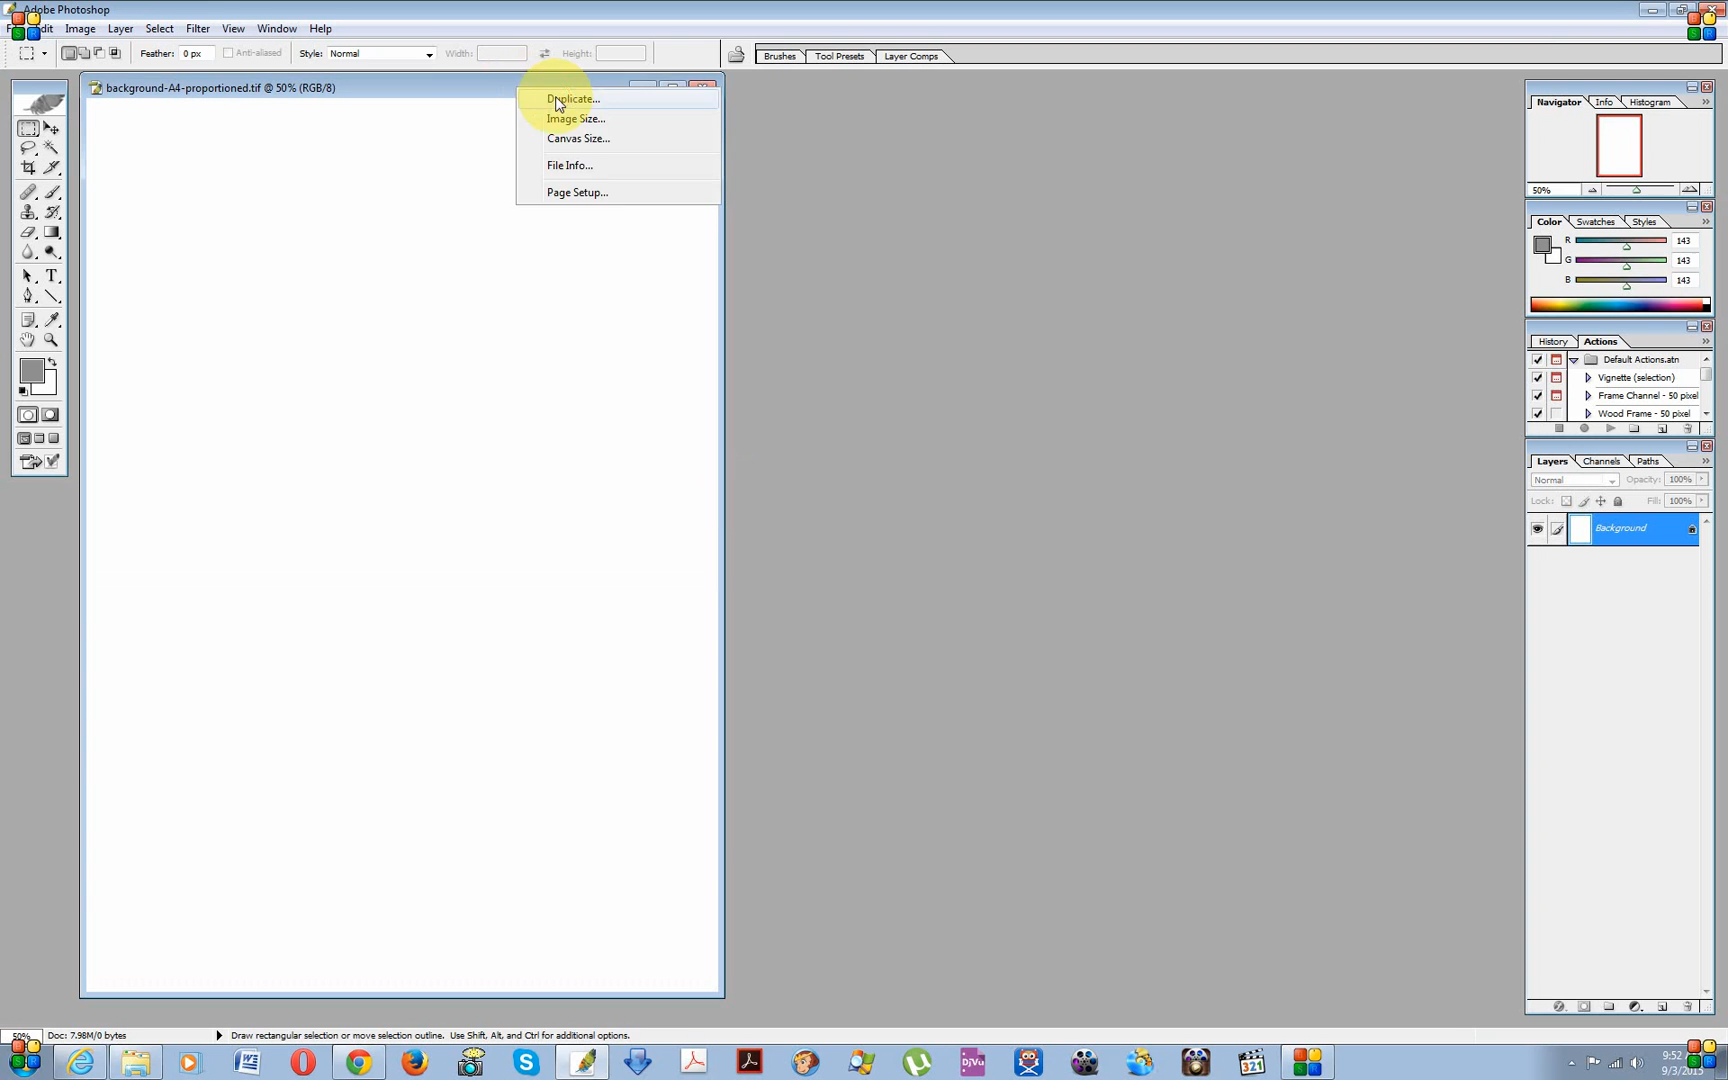 Adobe Photoshop
Image Layer Select Filter View Window Help
Feather: 0 px Anti-aliased Style: Normal Width: Height: Brushes Tool Presets Layer Comps
background-A4-proportioned.tif @ 50% (RGB/8)
Duplicate...
Image Size...
Canvas Size...
File Info...
Page Setup...
Navigator Info Histogram
50%
Color Swatches Styles
R 143
G 143
B 143
History Actions
Default Actions.atn
Vignette (selection)
Frame Channel - 50 pixel
Wood Frame - 50 pixel
Layers Channels Paths
Normal Opacity: 100%
Lock: Fill: 100%
Background
50% Doc: 7.98M/0 bytes Draw rectangular selection or move selection outline. Use Shift, Alt, and Ctrl for additional options.
9:52